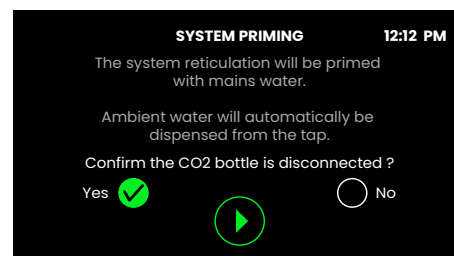 SYSTEM PRIMING 12:12 PM
The system reticulation will be primed
with mains water.
Ambient water will automatically be
dispensed from the tap.
Confirm the CO2 bottle is disconnected ?
Yes No